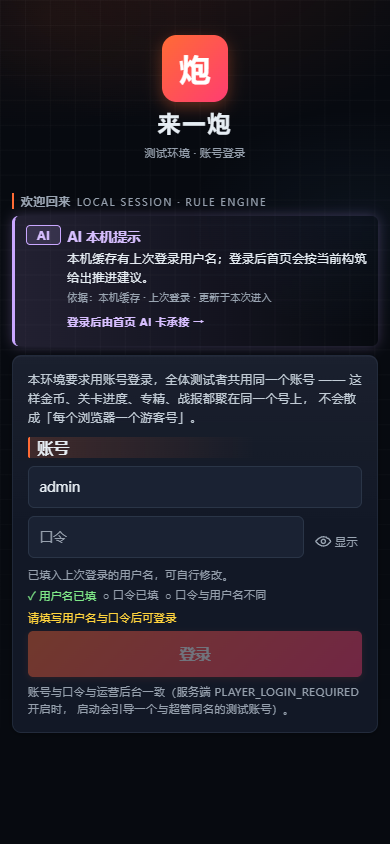 炮
来一炮
测试环境 · 账号登录
欢迎回来 LOCAL SESSION · RULE ENGINE
AI AI 本机提示
本机缓存有上次登录用户名；登录后首页会按当前构筑
给出推进建议。
依据：本机缓存 · 上次登录 · 更新于本次进入
登录后由首页 AI 卡承接 →
本环境要求用账号登录，全体测试者共用同一个账号 —— 这
样金币、关卡进度、专精、战报都聚在同一个号上， 不会散
成「每个浏览器一个游客号」。
账号
admin
口令
显示
已填入上次登录的用户名，可自行修改。
✓ 用户名已填 ○ 口令已填 ○ 口令与用户名不同
请填写用户名与口令后可登录
登录
账号与口令与运营后台一致（服务端 PLAYER_LOGIN_REQUIRED
开启时， 启动会引导一个与超管同名的测试账号）。